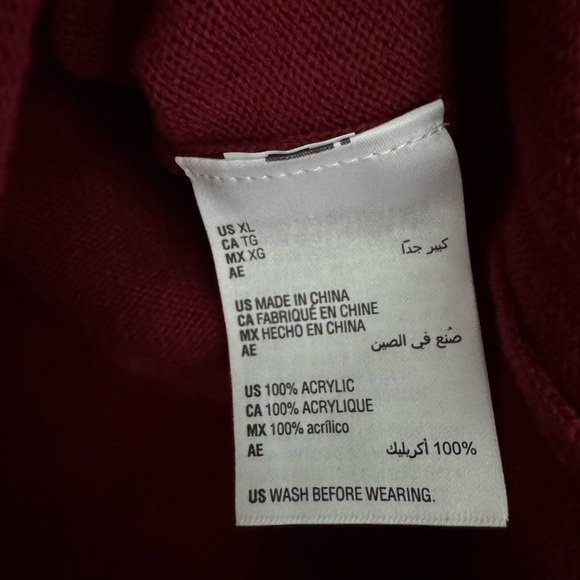 US XL
CA TG
MX XG
AE كبير جدًا
US MADE IN CHINA
CA FABRIQUÉ EN CHINE
MX HECHO EN CHINA
AE صُنع في الصين
US 100% ACRYLIC
CA 100% ACRYLIQUE
MX 100% acrílico
AE 100% أكريليك
US WASH BEFORE WEARING.